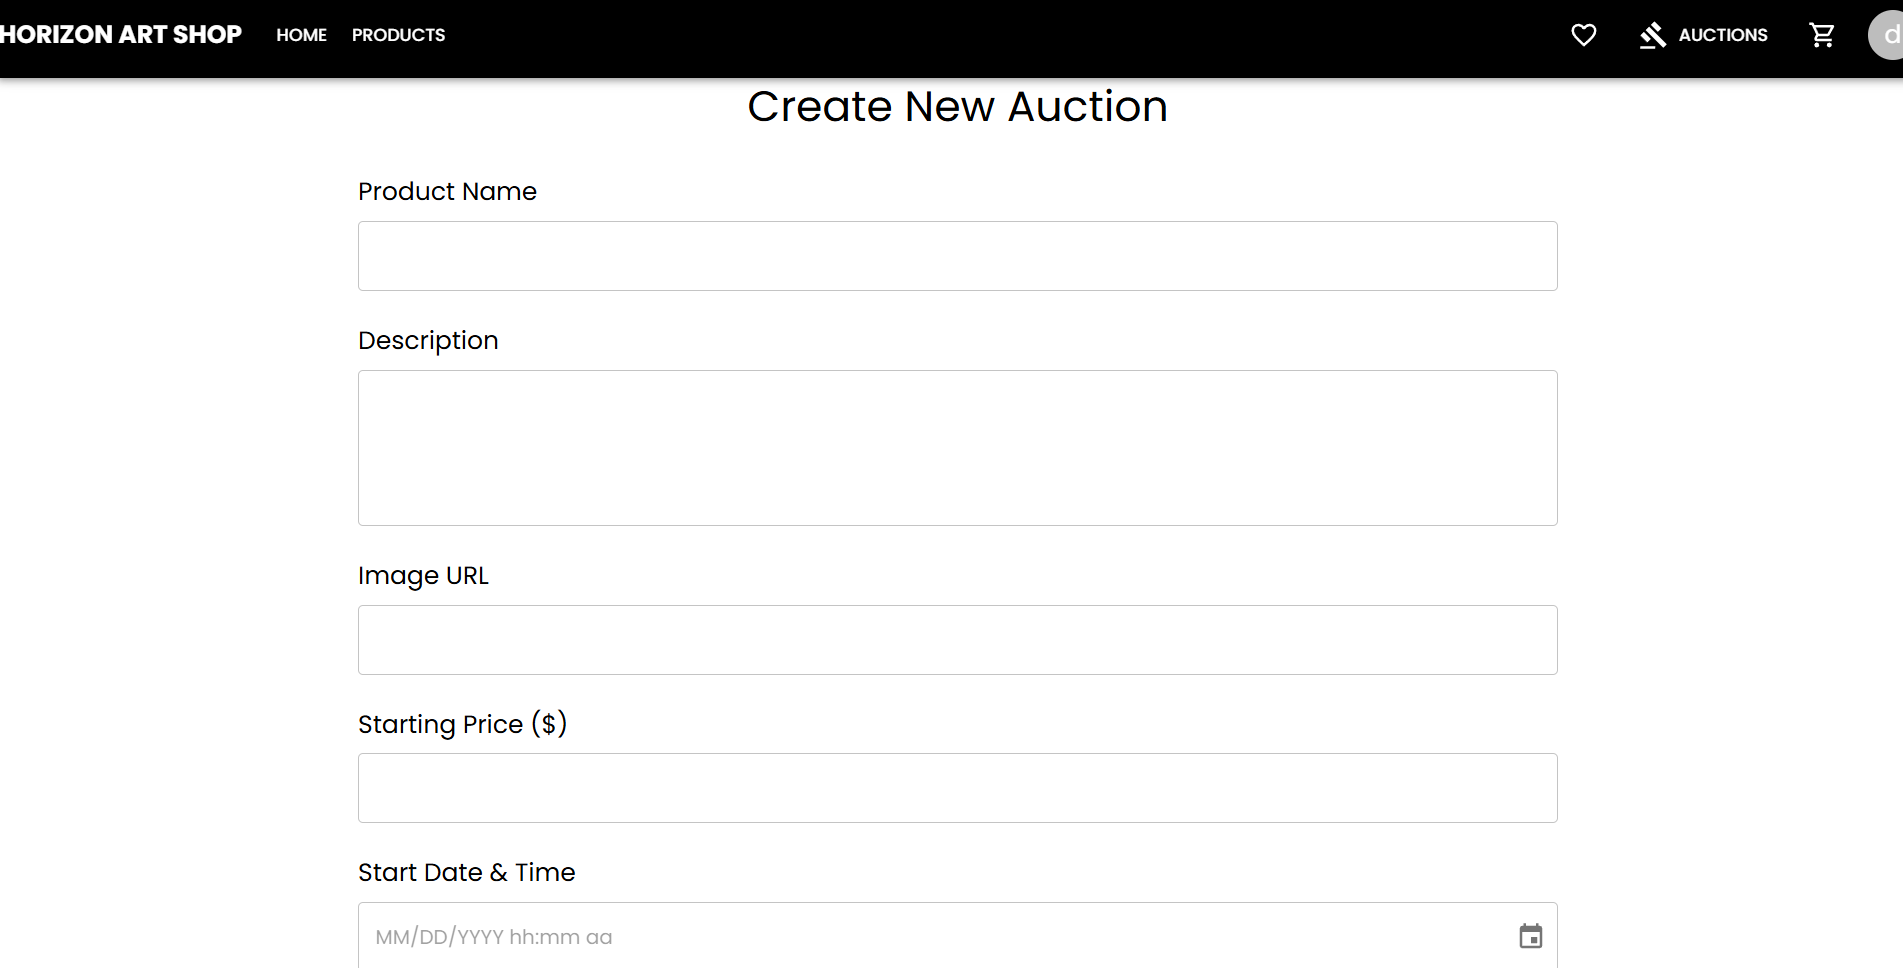 HORIZON ART SHOP HOME PRODUCTS AUCTIONS d
Create New Auction
Product Name
Description
Image URL
Starting Price ($)
Start Date & Time
MM/DD/YYYY hh:mm aa